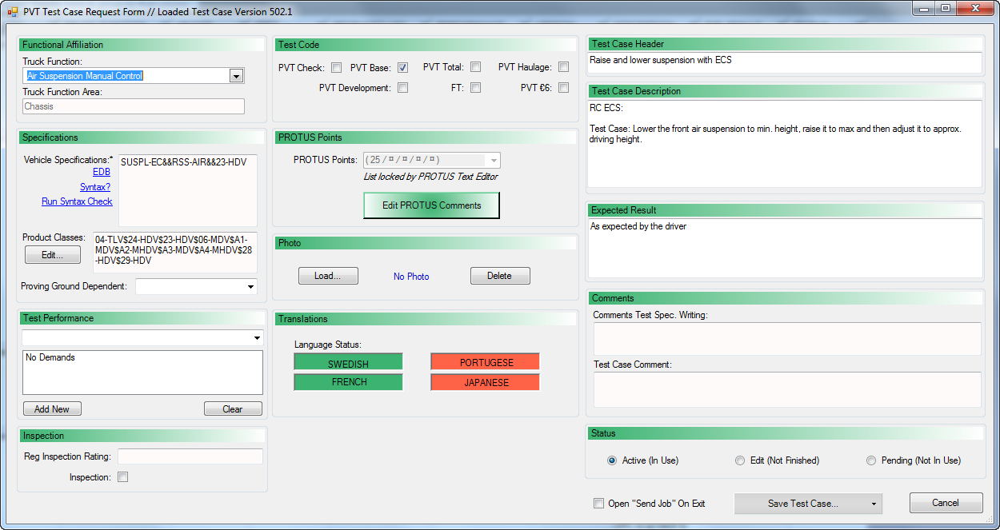 PVT Test Case Request Form // Loaded Test Case Version 502.1
Functional Affiliation
Truck Function:
Air Suspension Manual Control
Truck Function Area:
Chassis
Specifications
Vehicle Specifications:*
SUSPL-EC&&RSS-AIR&&23-HDV
EDB
Syntax?
Run Syntax Check
Product Classes:
04-TLV$24-HDV$23-HDV$06-MDV$A1-
MDV$A2-MHDV$A3-MDV$A4-MHDV$28
-HDV$29-HDV
Edit...
Proving Ground Dependent:
Test Performance
No Demands
Add New
Clear
Inspection
Reg Inspection Rating:
Inspection:
Test Code
PVT Check:
PVT Base:
PVT Total:
PVT Haulage:
PVT Development:
FT:
PVT €6:
PROTUS Points
PROTUS Points:
(25/¤/¤/¤/¤)
List locked by PROTUS Text Editor
Edit PROTUS Comments
Photo
Load...
No Photo
Delete
Translations
Language Status:
SWEDISH
PORTUGESE
FRENCH
JAPANESE
Test Case Header
Raise and lower suspension with ECS
Test Case Description
RC ECS:
Test Case: Lower the front air suspension to min. height, raise it to max and then adjust it to approx.
driving height.
Expected Result
As expected by the driver
Comments
Comments Test Spec. Writing:
Test Case Comment:
Status
Active (In Use)
Edit (Not Finished)
Pending (Not In Use)
Open "Send Job" On Exit
Save Test Case...
Cancel